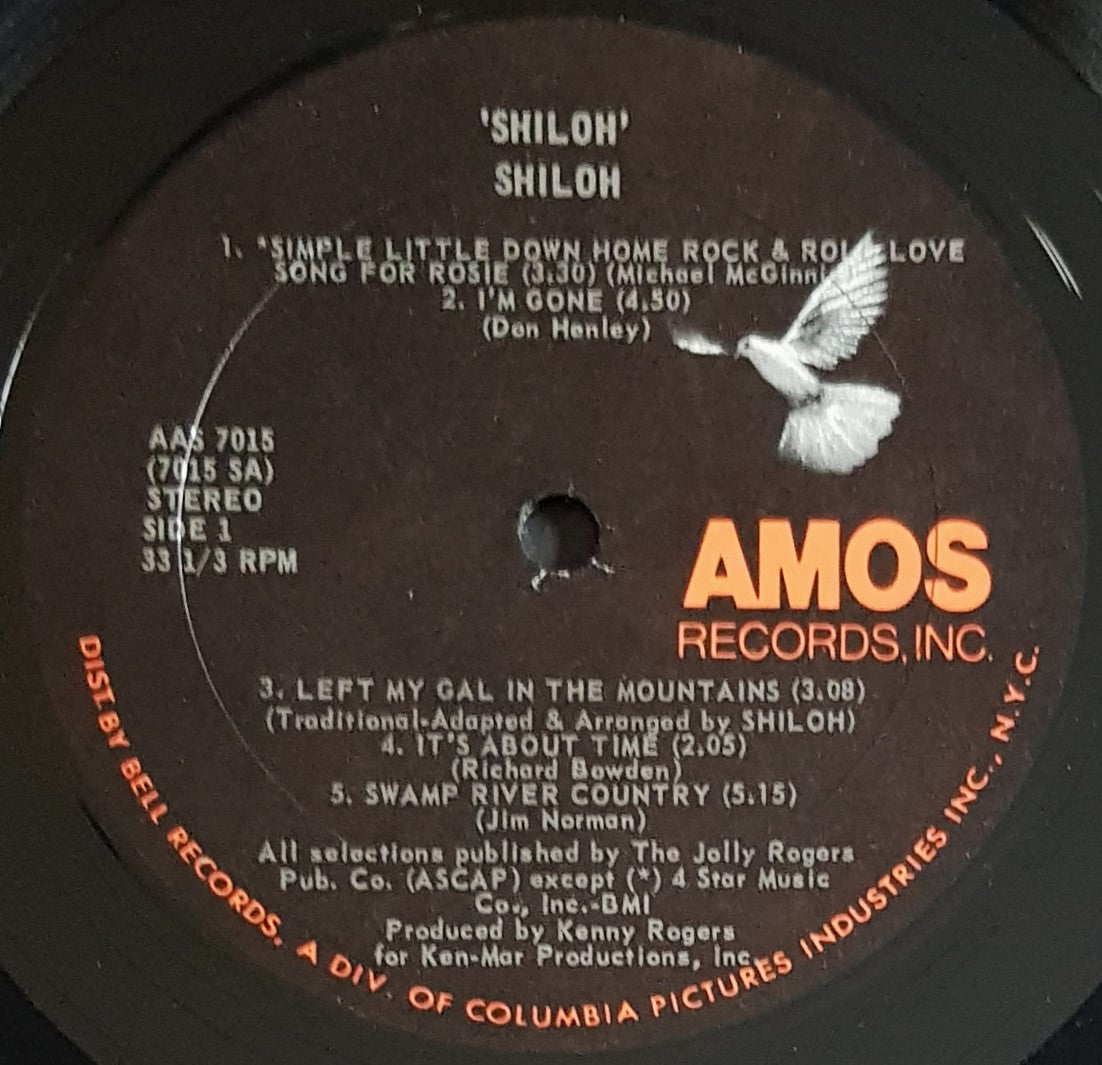 'SHILOH'
SHILOH
1. *SIMPLE LITTLE DOWN HOME ROCK & ROLL LOVE
SONG FOR ROSIE (3.30) (Michael McGinn
2. I'M GONE (4.50)
(Don Henley)
AAS 7015
(7015 SA)
STEREO
SIDE 1
33 1/3 RPM
AMOS
RECORDS, INC.
3. LEFT MY GAL IN THE MOUNTAINS (3.08)
(Traditional-Adapted & Arranged by SHILOH)
4. IT'S ABOUT TIME (2.05)
(Richard Bowden)
5. SWAMP RIVER COUNTRY (5.15)
(Jim Norman)
All selections published by The Jolly Rogers
Pub. Co. (ASCAP) except (*) 4 Star Music
Co., Inc.-BMI
Produced by Kenny Rogers
for Ken-Mar Productions, Inc.
DIST. BY BELL RECORDS, A DIV. OF COLUMBIA PICTURES INDUSTRIES INC., N.Y.C.